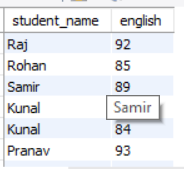 student_name english
Raj 92
Rohan 85
Samir 89
Kunal Samir
Kunal 84
Pranav 93